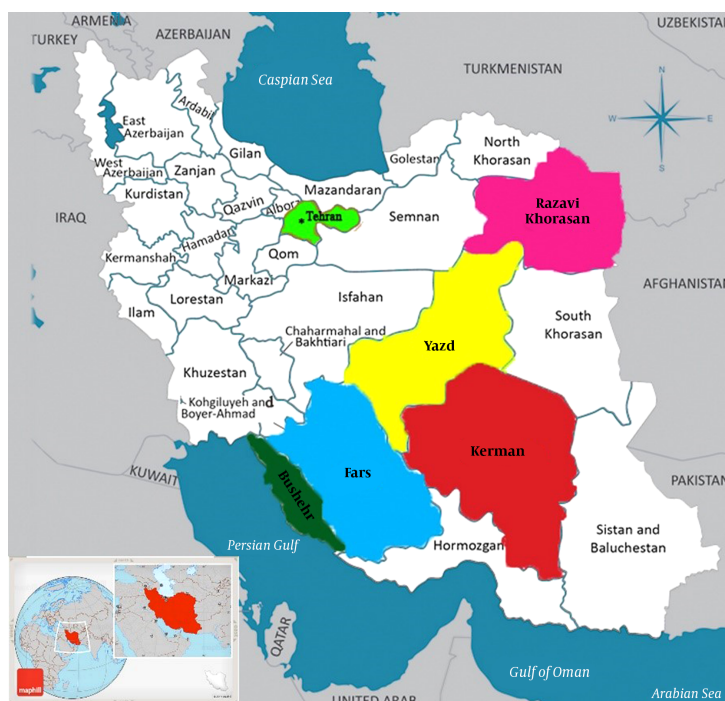 ARMENIA
UZBEKISTA
TURKEY
AZERBAIJAN
Caspian Sea
TURKMENISTAN
N
W
E
S
Ardabil
East
Azerbaijan
Gilan
Golestan
North
Khorasan
West
Azerbaijan
Zanjan
Mazandaran
Kurdistan
Qazvin
Alborz
Tehran
Semnan
Razavi
Khorasan
IRAQ
Hamadan
Qom
Kermanshah
Markazi
AFGHANISTAN
Lorestan
Isfahan
Ilam
South
Khorasan
Chaharmahal and
Bakhtiari
Yazd
Khuzestan
Kohgiluyeh and
Boyer-Ahmad
Kerman
Fars
KUWAIT
Bushehr
PAKISTAN
Persian Gulf
Hormozgan
Sistan and
Baluchestan
QATAR
maphill
Gulf of Oman
Arabian Sea
UNITED ARAB